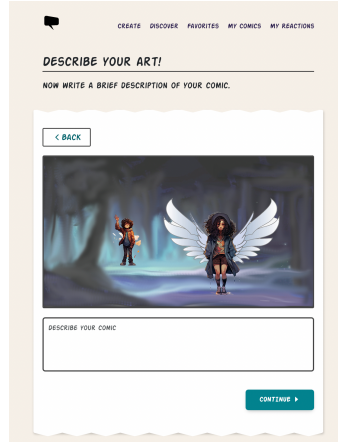 CREATE DISCOVER FAVORITES MY COMICS MY REACTIONS
DESCRIBE YOUR ART!
NOW WRITE A BRIEF DESCRIPTION OF YOUR COMIC.
< BACK
DESCRIBE YOUR COMIC
CONTINUE